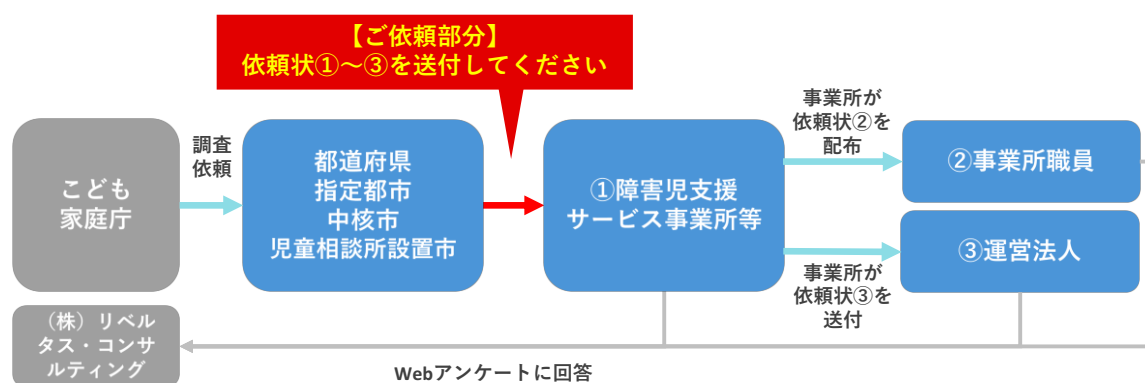 【ご依頼部分】
依頼状①~③を送付してください
こども
家庭庁
調査
依頼
都道府県
指定都市
中核市
児童相談所設置市
①障害児支援
サービス事業所等
事業所が
依頼状②を
配布
②事業所職員
③運営法人
事業所が
依頼状③を
送付
（株）リベル
タス・コンサ
ルティング
Webアンケートに回答